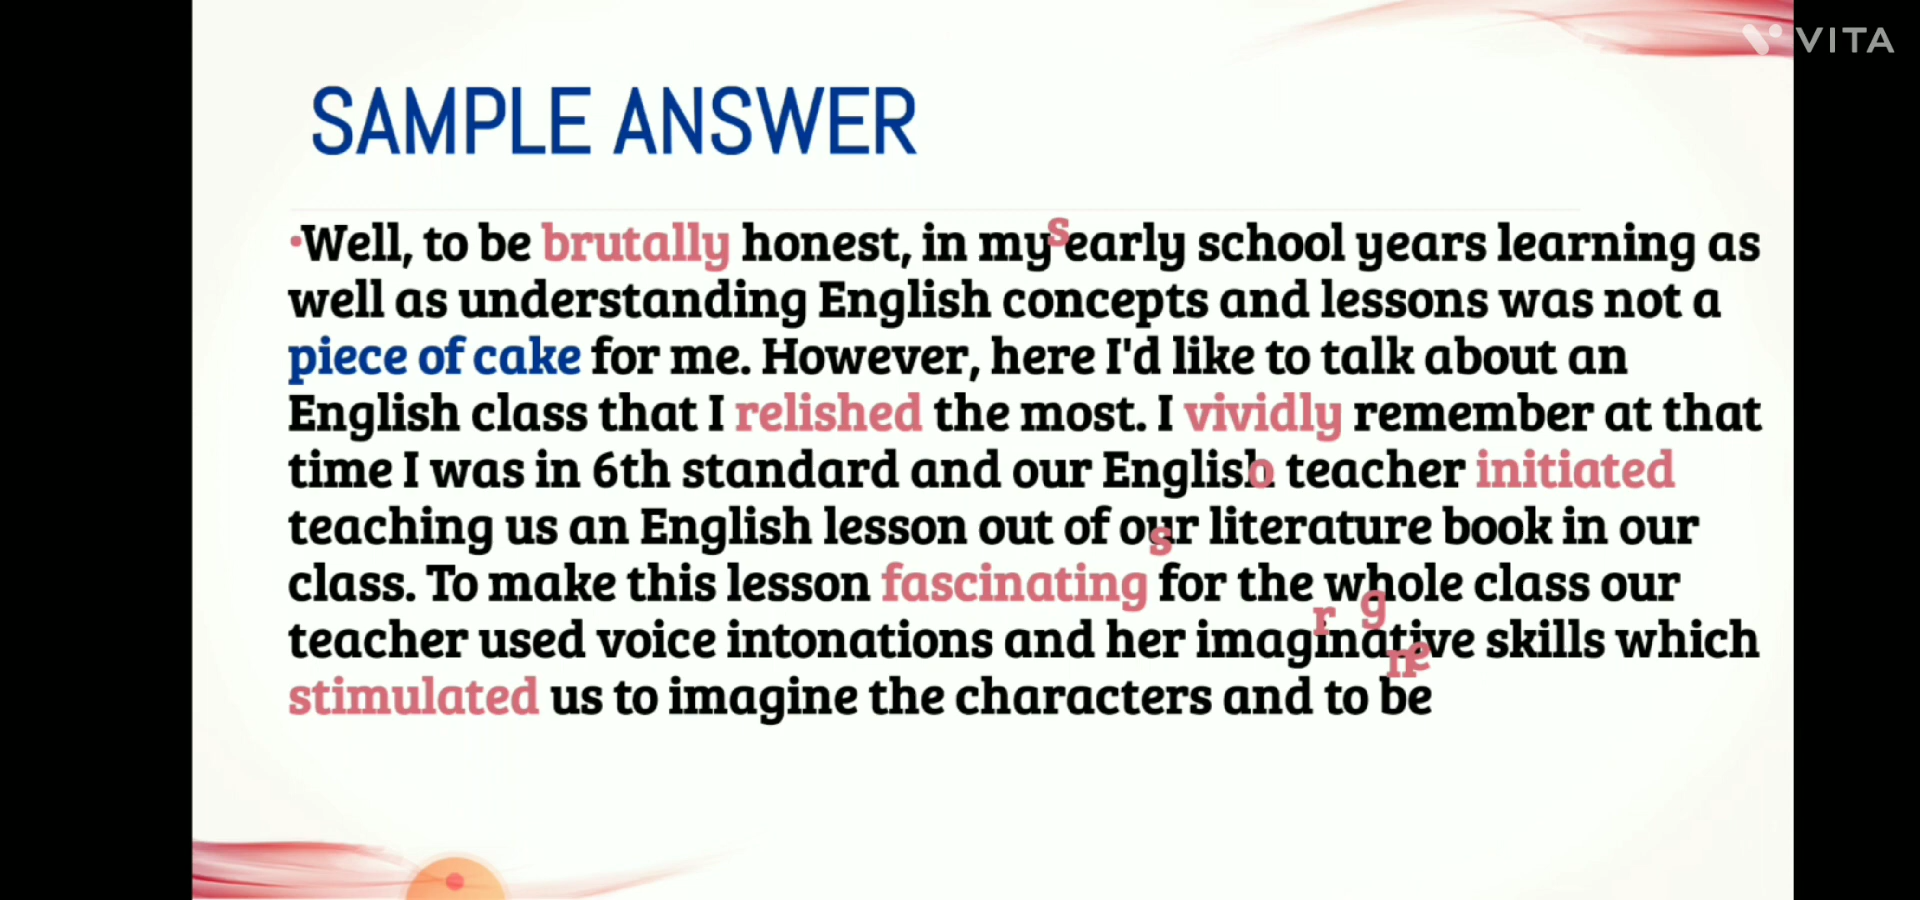 VITA
SAMPLE ANSWER
•Well, to be brutally honest, in my early school years learning as
well as understanding English concepts and lessons was not a
piece of cake for me. However, here I'd like to talk about an
English class that I relished the most. I vividly remember at that
time I was in 6th standard and our English teacher initiated
teaching us an English lesson out of our literature book in our
class. To make this lesson fascinating for the whole class our
teacher used voice intonations and her imaginative skills which
stimulated us to imagine the characters and to be